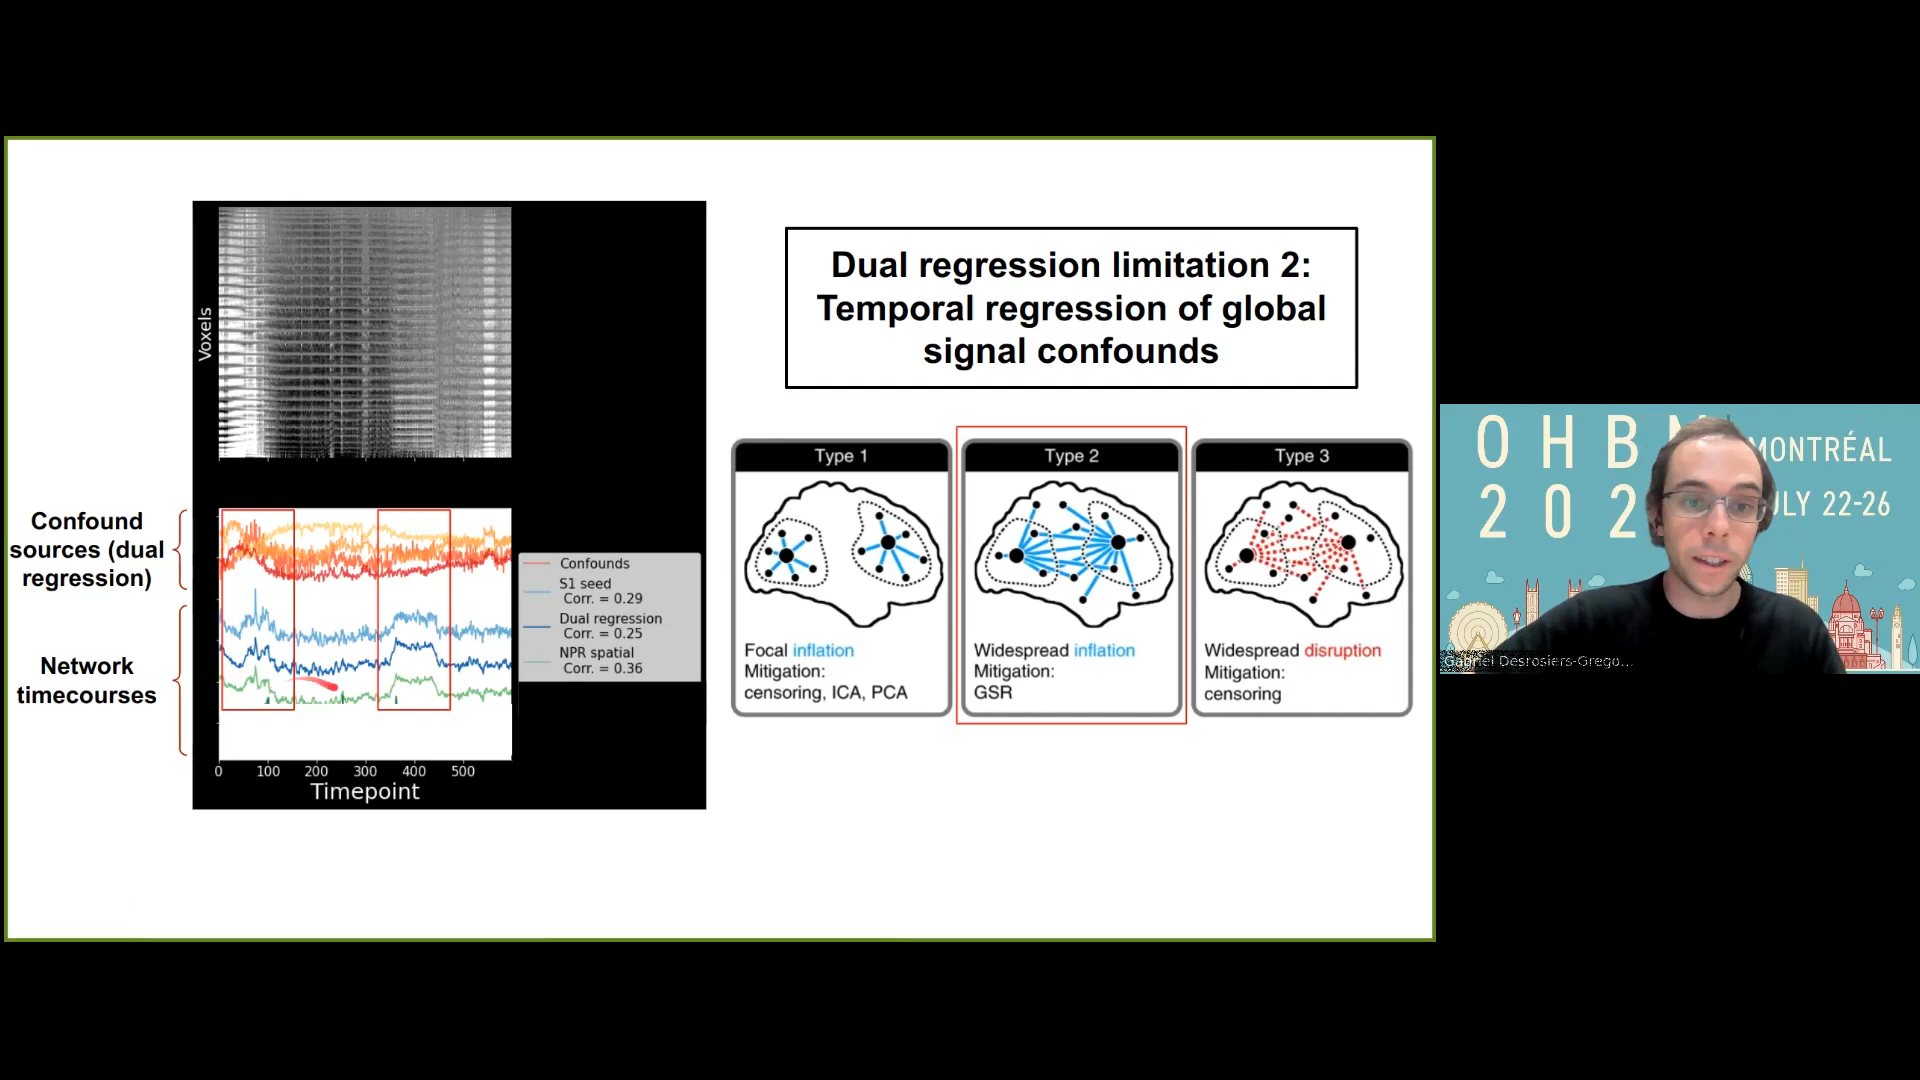 Dual regression limitation 2:
Temporal regression of global
signal confounds
Voxels
Confound
sources (dual
regression)
Network
timecourses
Confounds
S1 seed
Corr. = 0.29
Dual regression
Corr. = 0.25
NPR spatial
Corr. = 0.36
0 100 200 300 400 500
Timepoint
Type 1
Focal inflation
Mitigation:
censoring, ICA, PCA
Type 2
Widespread inflation
Mitigation:
GSR
Type 3
Widespread disruption
Mitigation:
censoring
O H B
MONTRÉAL
2 0 2
ULY 22-26
Gabriel Desrosiers-Grego...